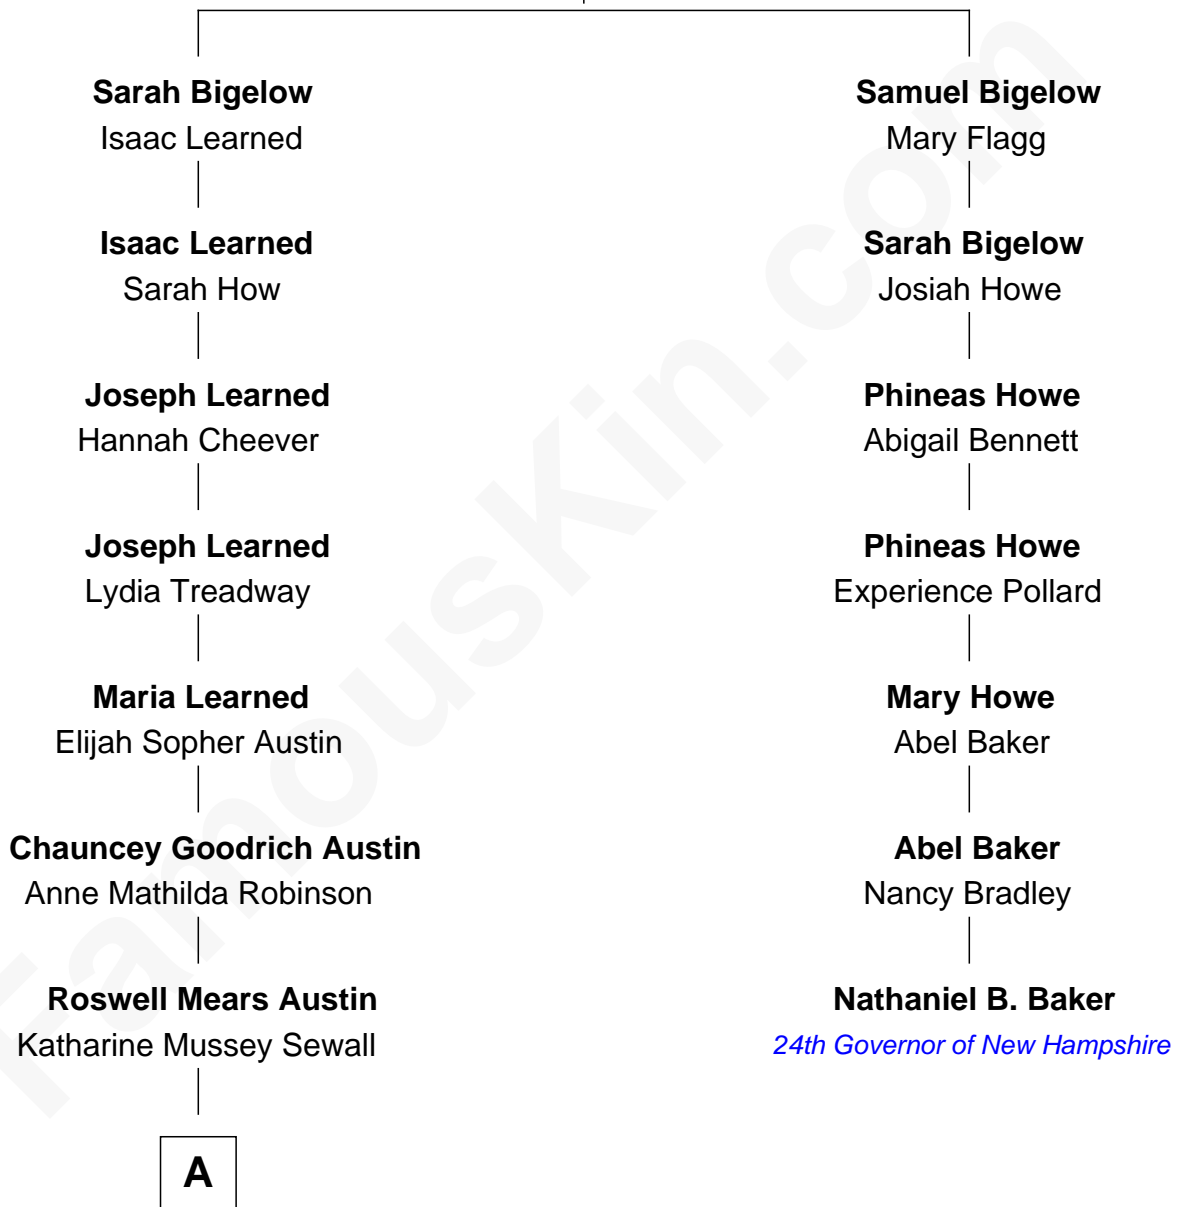 Sarah Bigelow
Isaac Learned
Samuel Bigelow
Mary Flagg
Isaac Learned
Sarah How
Sarah Bigelow
Josiah Howe
Joseph Learned
Hannah Cheever
Phineas Howe
Abigail Bennett
Joseph Learned
Lydia Treadway
Phineas Howe
Experience Pollard
Maria Learned
Elijah Sopher Austin
Mary Howe
Abel Baker
Chauncey Goodrich Austin
Anne Mathilda Robinson
Abel Baker
Nancy Bradley
Roswell Mears Austin
Katharine Mussey Sewall
Nathaniel B. Baker
24th Governor of New Hampshire
A
FamousKin.com